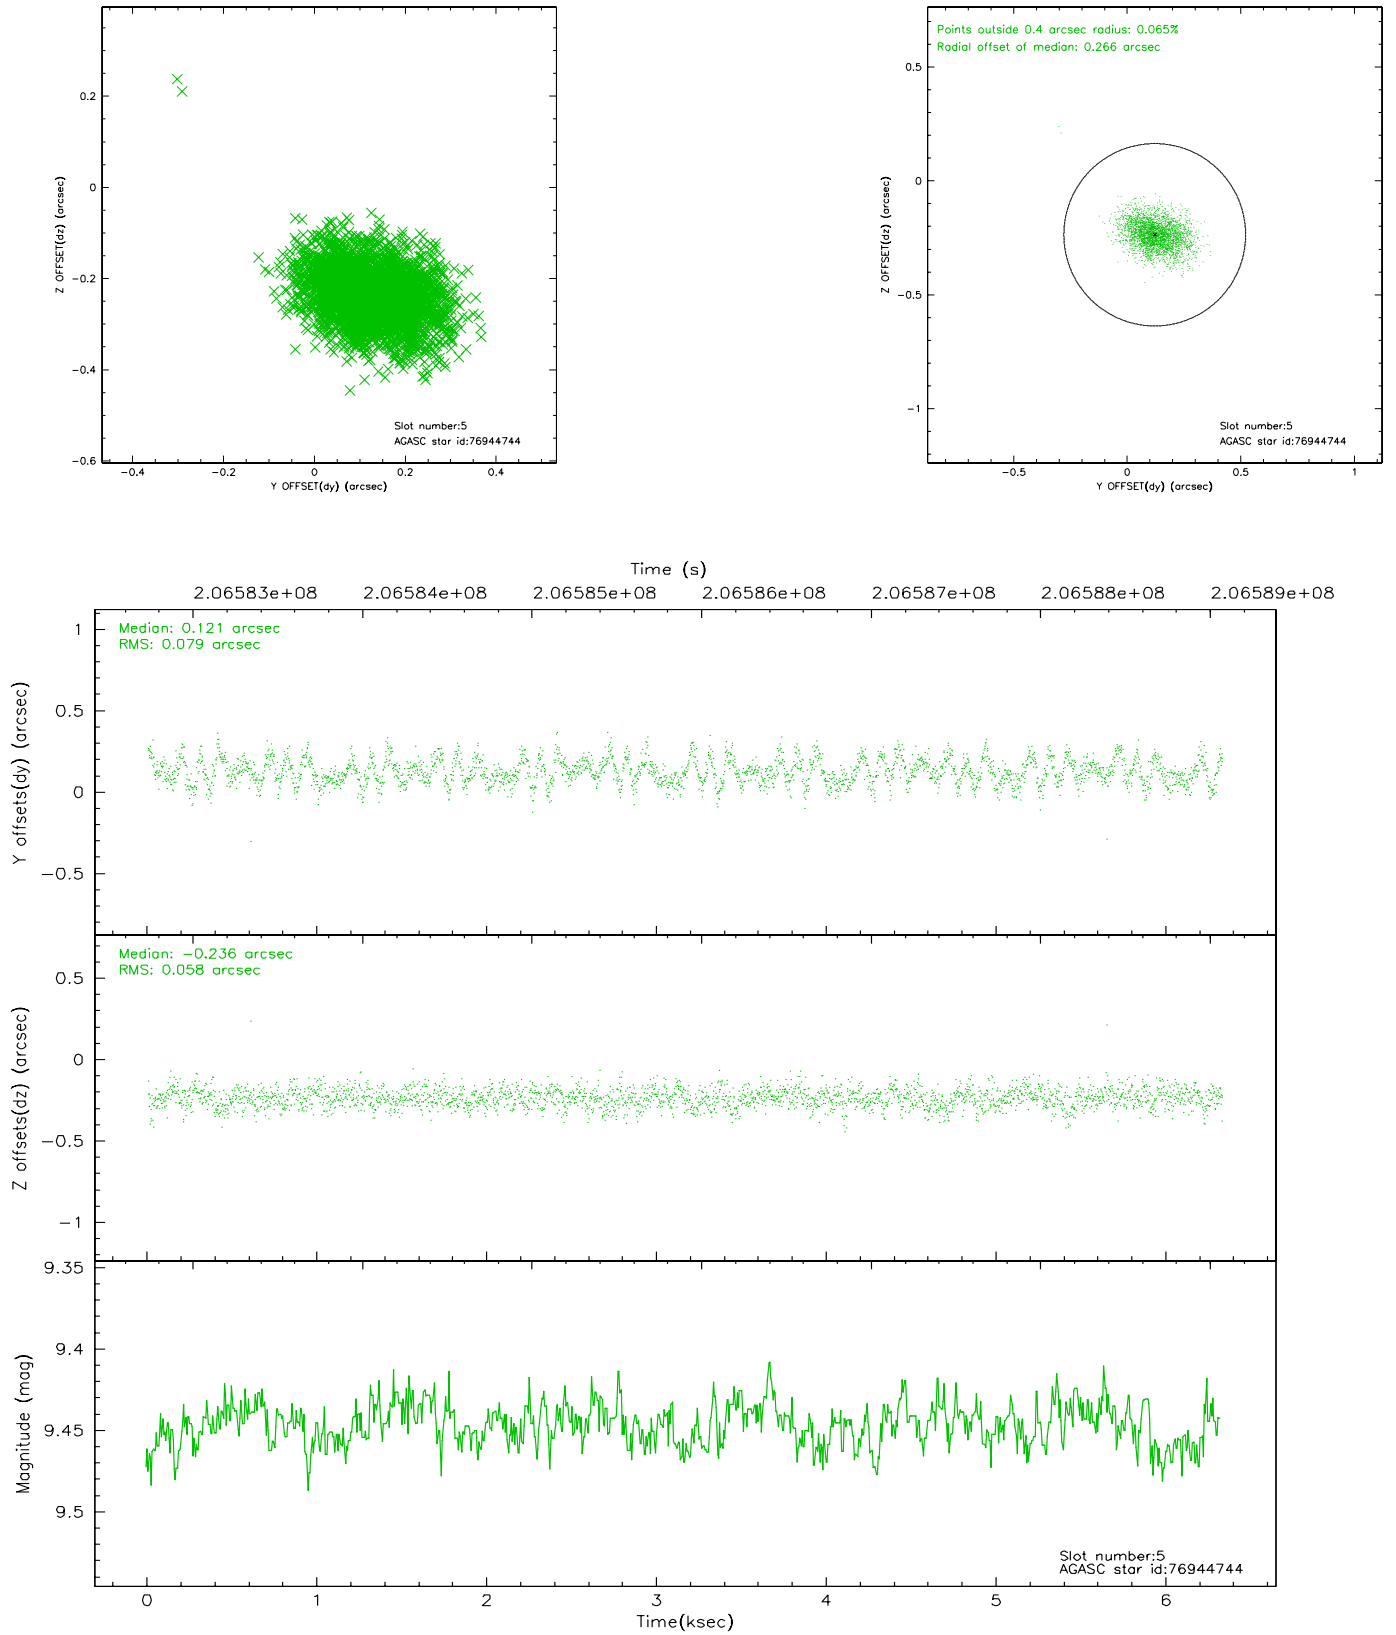 0.2
0
−0.2
−0.4
−0.6
Z OFFSET(dz) (arcsec)
Slot number:5
AGASC star id:76944744
−0.4
−0.2
0
0.2
0.4
Y OFFSET(dy) (arcsec)
Points outside 0.4 arcsec radius: 0.065%
Radial offset of median: 0.266 arcsec
0.5
0
−0.5
−1
Z OFFSET(dz) (arcsec)
Slot number:5
AGASC star id:76944744
−0.5
0
0.5
1
Y OFFSET(dy) (arcsec)
Time (s)
2.06583e+08
2.06584e+08
2.06585e+08
2.06586e+08
2.06587e+08
2.06588e+08
2.06589e+08
Median: 0.121 arcsec
RMS: 0.079 arcsec
1
0.5
0
−0.5
Y offsets(dy) (arcsec)
Median: −0.236 arcsec
RMS: 0.058 arcsec
0.5
0
−0.5
−1
Z offsets(dz) (arcsec)
9.35
9.4
9.45
9.5
Magnitude (mag)
Slot number:5
AGASC star id:76944744
0
1
2
3
4
5
6
Time(ksec)